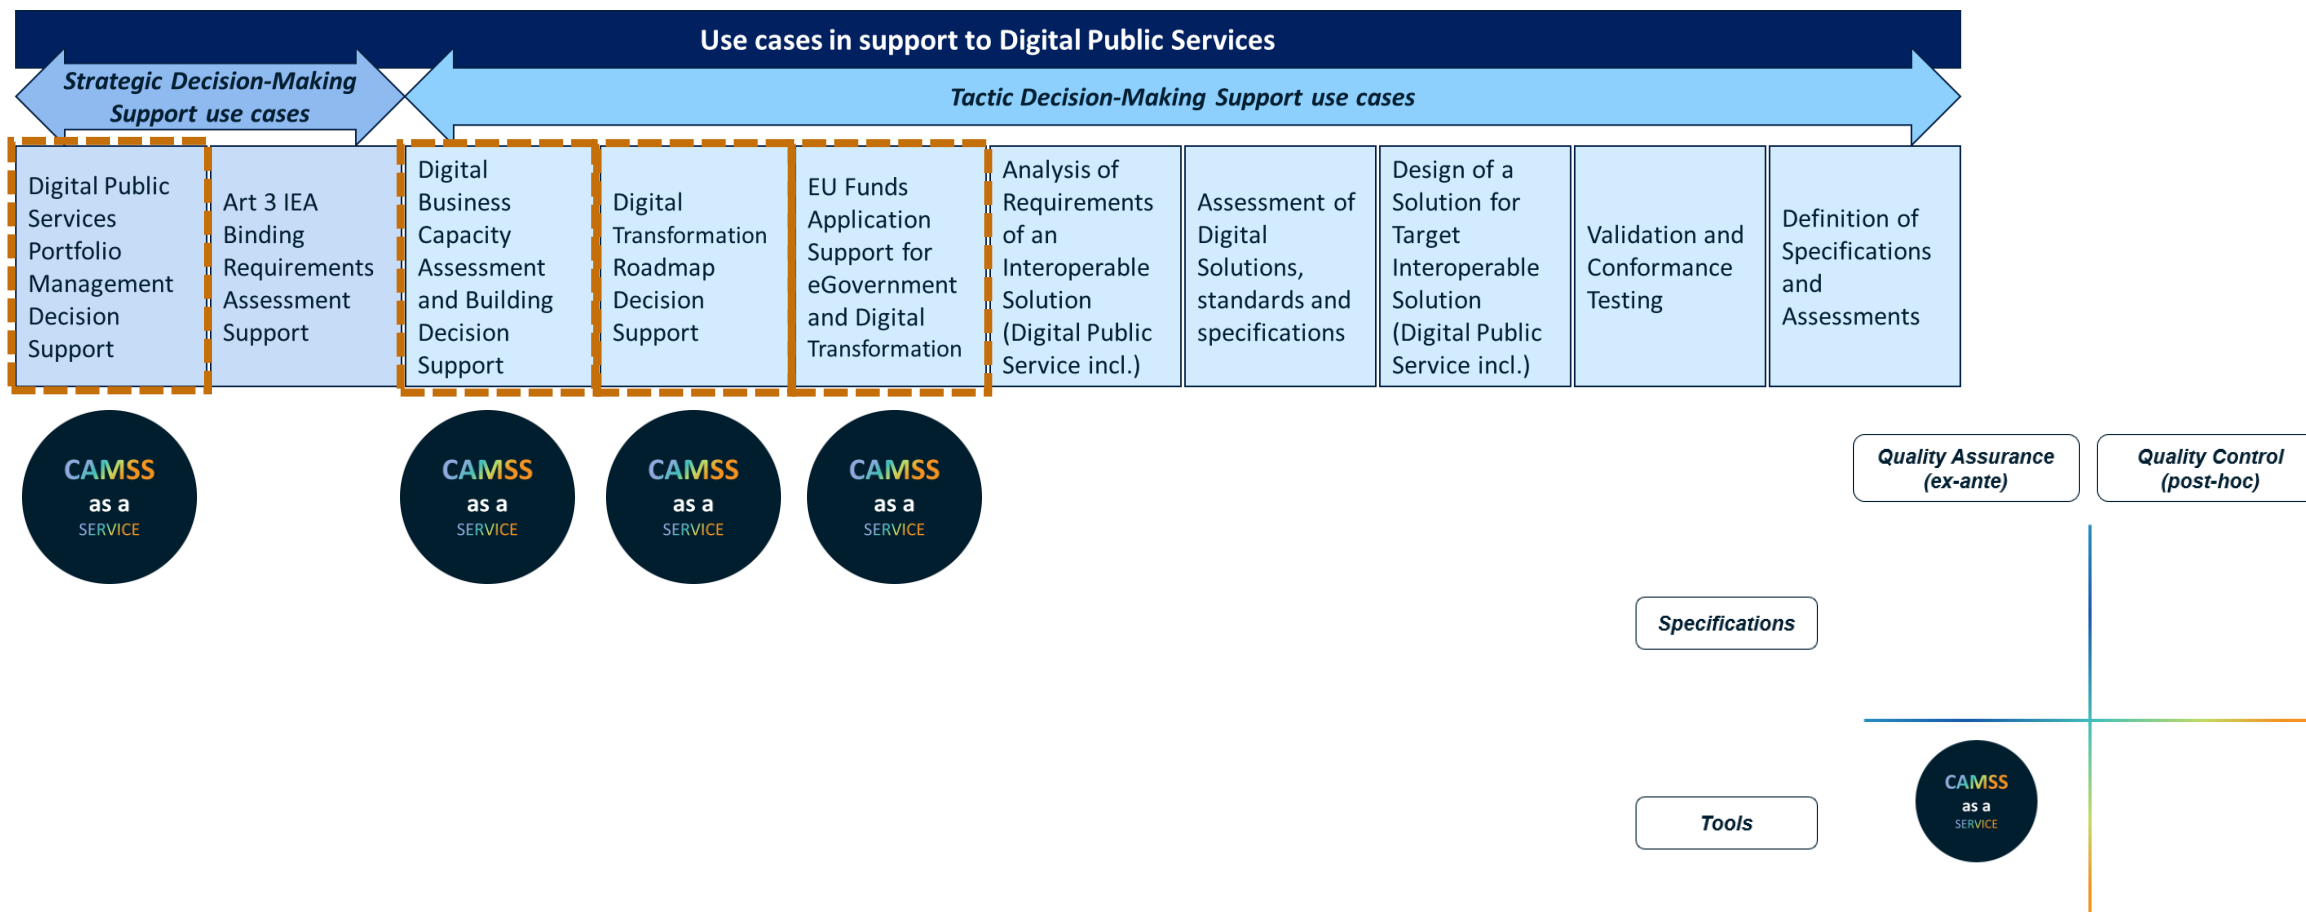 Use cases in support to Digital Public Services
Strategic Decision-Making
Support use cases
Tactic Decision-Making Support use cases
Digital Public
Services
Portfolio
Management
Decision
Support
Art 3 IEA
Binding
Requirements
Assessment
Support
Digital
Business
Capacity
Assessment
and Building
Decision
Support
Digital
Transformation
Roadmap
Decision
Support
EU Funds
Application
Support for
eGovernment
and Digital
Transformation
Analysis of
Requirements
of an
Interoperable
Solution
(Digital Public
Service incl.)
Assessment of
Digital
Solutions,
standards and
specifications
Design of a
Solution for
Target
Interoperable
Solution
(Digital Public
Service incl.)
Validation and
Conformance
Testing
Definition of
Specifications
and
Assessments
CAMSS
as a
SERVICE
CAMSS
as a
SERVICE
CAMSS
as a
SERVICE
CAMSS
as a
SERVICE
Quality Assurance
(ex-ante)
Quality Control
(post-hoc)
Specifications
Tools
CAMSS
as a
SERVICE